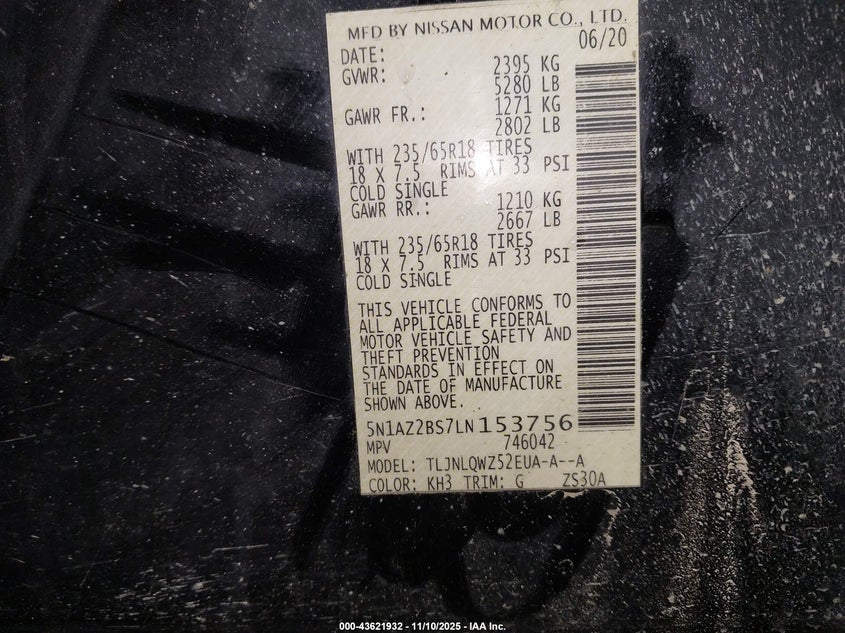 MFD BY NISSAN MOTOR CO., LTD.
DATE: 06/20
GVWR: 2395 KG
5280 LB
GAWR FR.: 1271 KG
2802 LB
WITH 235/65R18 TIRES
18 X 7.5 RIMS AT 33 PSI
COLD SINGLE
GAWR RR.: 1210 KG
2667 LB
WITH 235/65R18 TIRES
18 X 7.5 RIMS AT 33 PSI
COLD SINGLE
THIS VEHICLE CONFORMS TO
ALL APPLICABLE FEDERAL
MOTOR VEHICLE SAFETY AND
THEFT PREVENTION
STANDARDS IN EFFECT ON
THE DATE OF MANUFACTURE
SHOWN ABOVE.
5N1AZ2BS7LN153756
MPV 746042
MODEL: TLJNLQWZ52EUA-A--A
COLOR: KH3 TRIM: G ZS30A
000-43621932 - 11/10/2025 - IAA Inc.